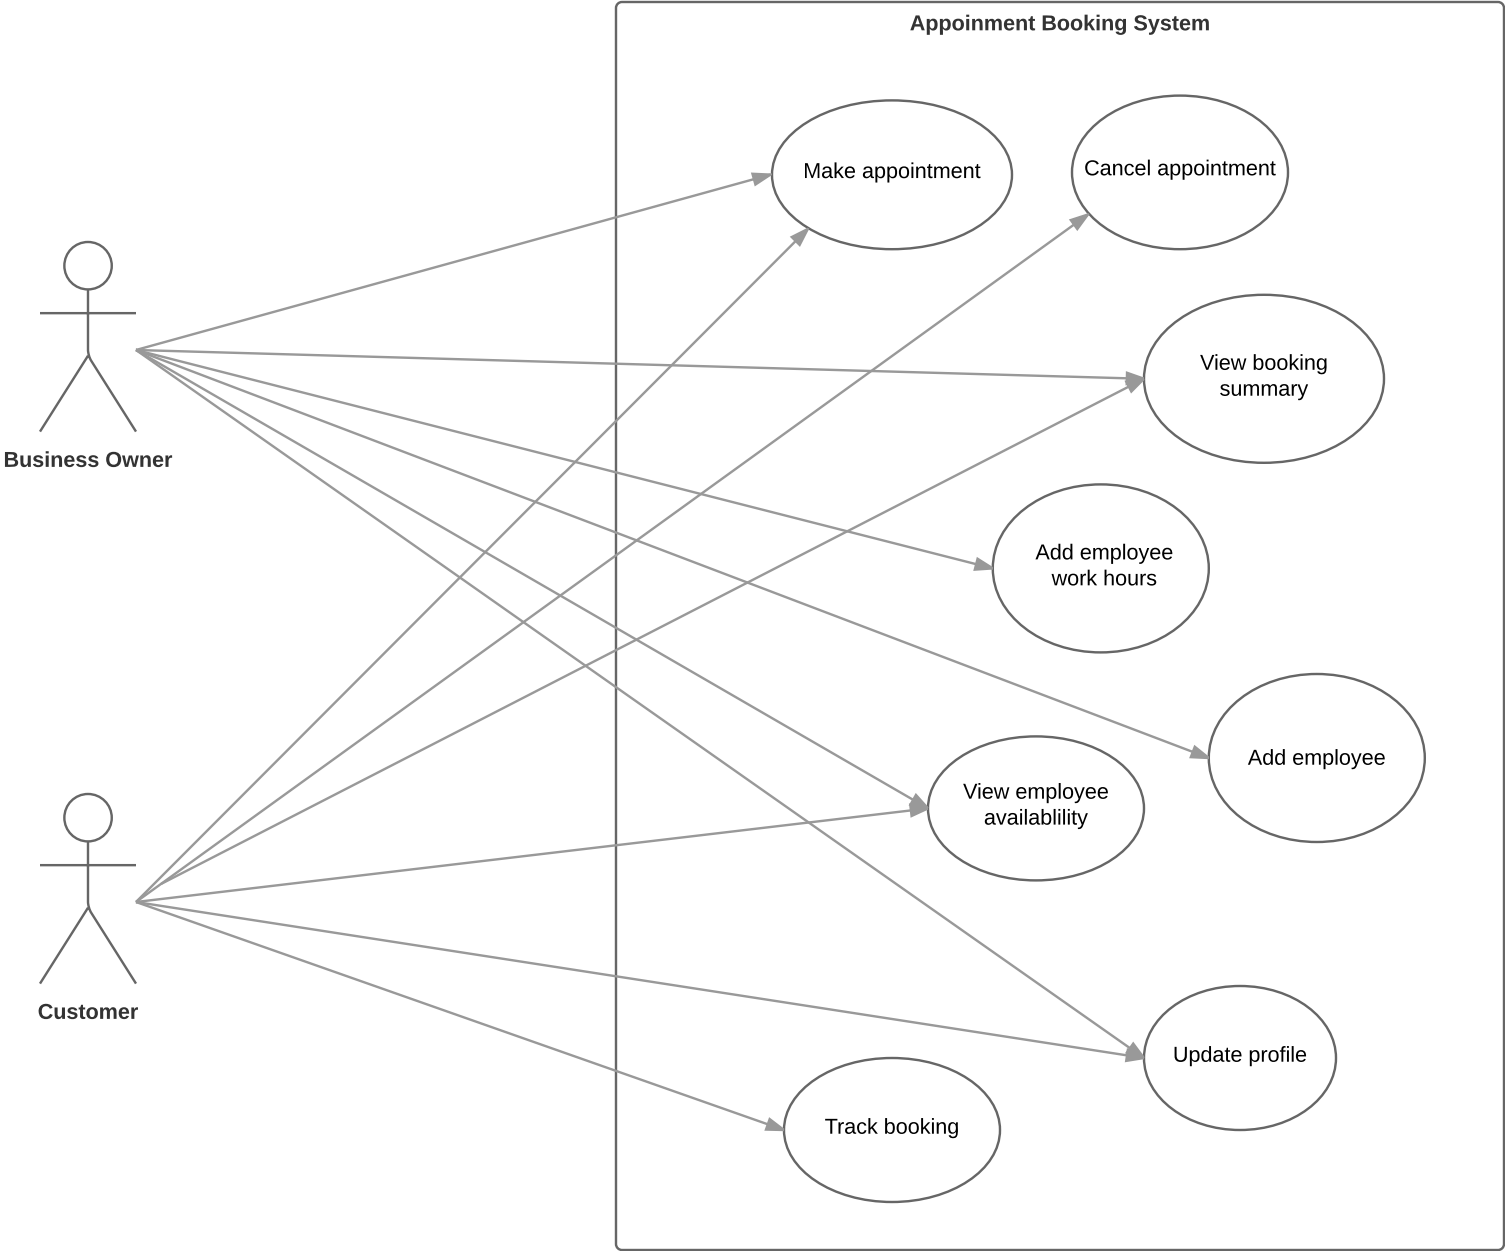 Appoinment Booking System
Make appointment
Cancel appointment
View booking
summary
Business Owner
Add employee
work hours
Add employee
View employee
availablility
Customer
Update profile
Track booking